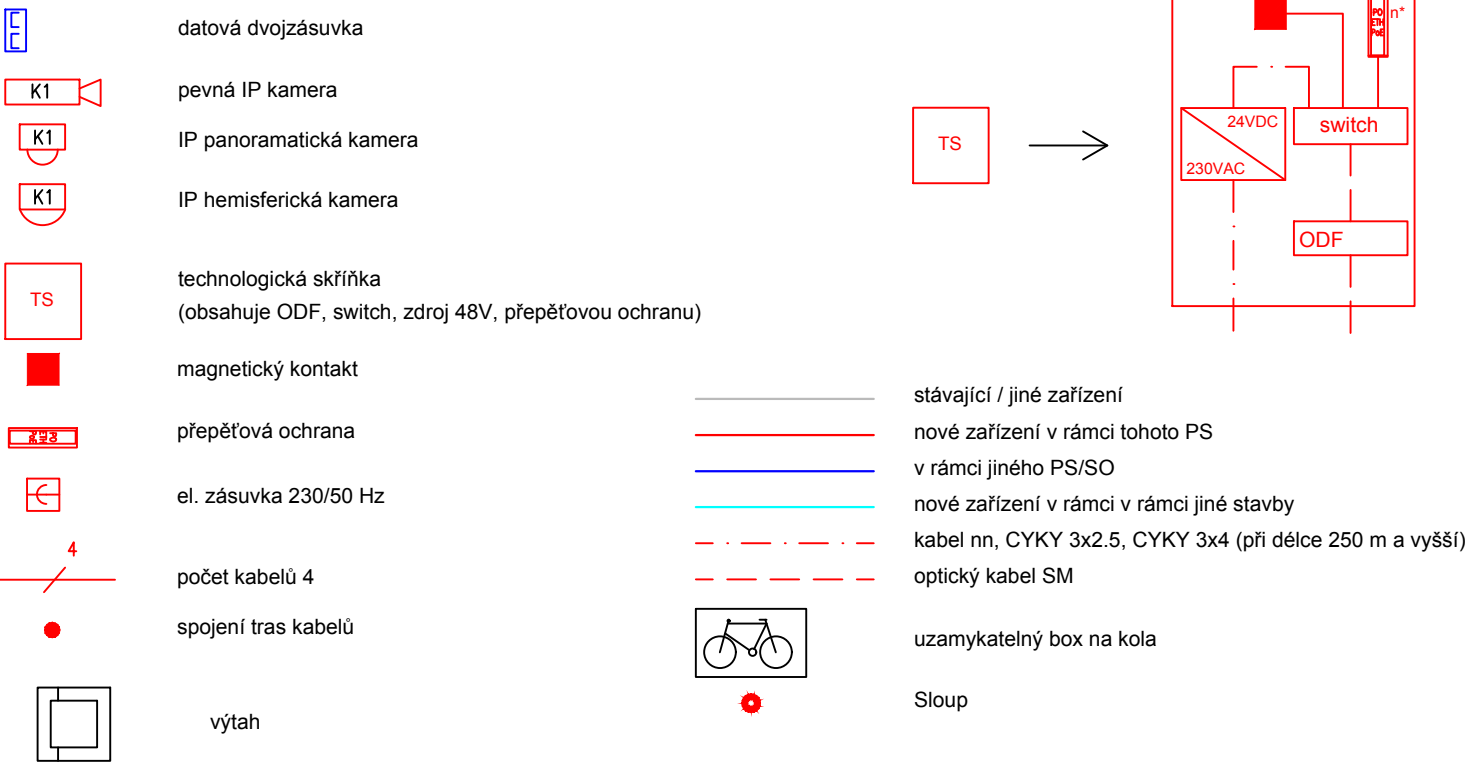 datová dvojzásuvka
K1
pevná IP kamera
K1
IP panoramatická kamera
K1
IP hemisferická kamera
TS
technologická skříňka
(obsahuje ODF, switch, zdroj 48V, přepěťovou ochranu)
magnetický kontakt
přepěťová ochrana
el. zásuvka 230/50 Hz
4
počet kabelů 4
spojení tras kabelů
výtah
TS
PO
ETH
PoE
n*
24VDC
230VAC
switch
ODF
stávající / jiné zařízení
nové zařízení v rámci tohoto PS
v rámci jiného PS/SO
nové zařízení v rámci v rámci jiné stavby
kabel nn, CYKY 3x2.5, CYKY 3x4 (při délce 250 m a vyšší)
optický kabel SM
uzamykatelný box na kola
Sloup